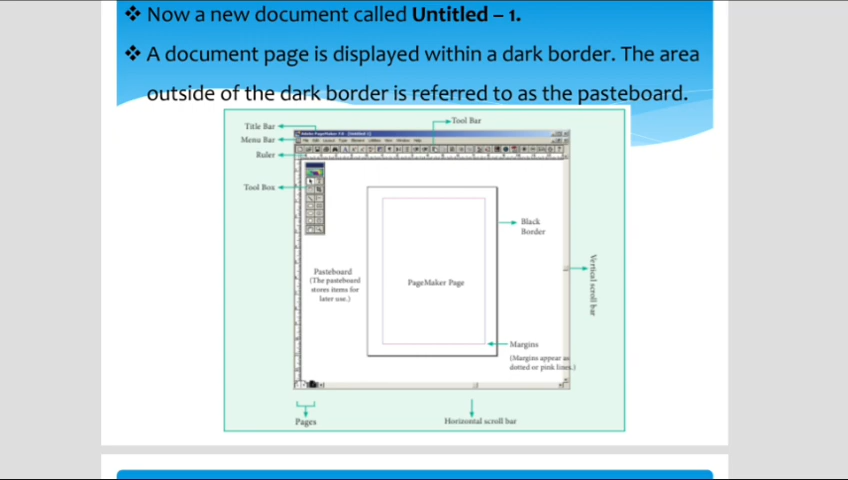 ❖ Now a new document called Untitled – 1.
❖ A document page is displayed within a dark border. The area
outside of the dark border is referred to as the pasteboard.
Tool Bar
Title Bar
Menu Bar
Ruler
Tool Box
Black
Border
Pasteboard
(The pasteboard
stores items for
later use.)
PageMaker Page
Vertical scroll bar
Margins
(Margins appear as
dotted or pink lines.)
Pages
Horizontal scroll bar